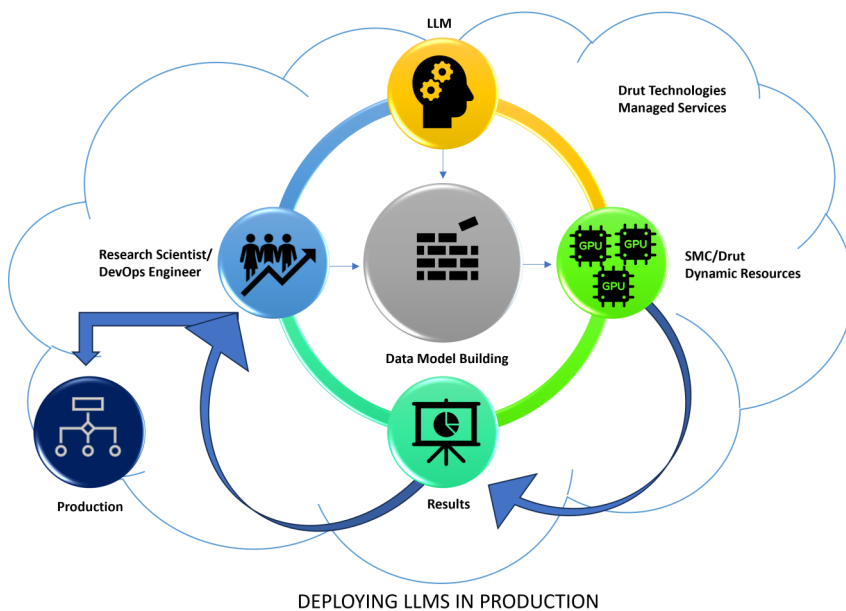 LLM
Drut Technologies
Managed Services
Research Scientist/
DevOps Engineer
GPU
GPU
GPU
SMC/Drut
Dynamic Resources
Data Model Building
Production
Results
DEPLOYING LLMS IN PRODUCTION